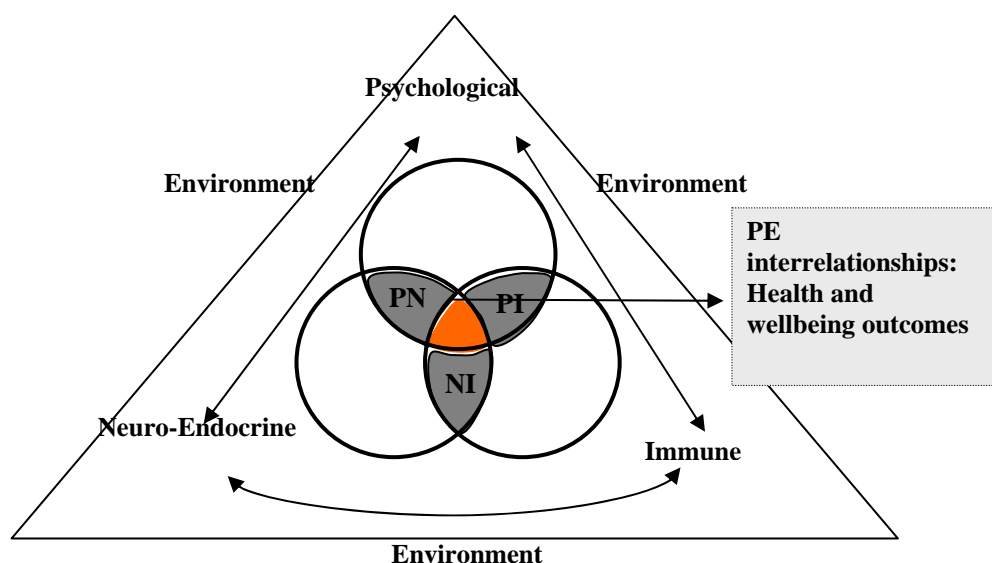 Psychological
Environment
Environment
PE
interrelationships:
Health and
wellbeing outcomes
PN
PI
NI
Neuro-Endocrine
Immune
Environment